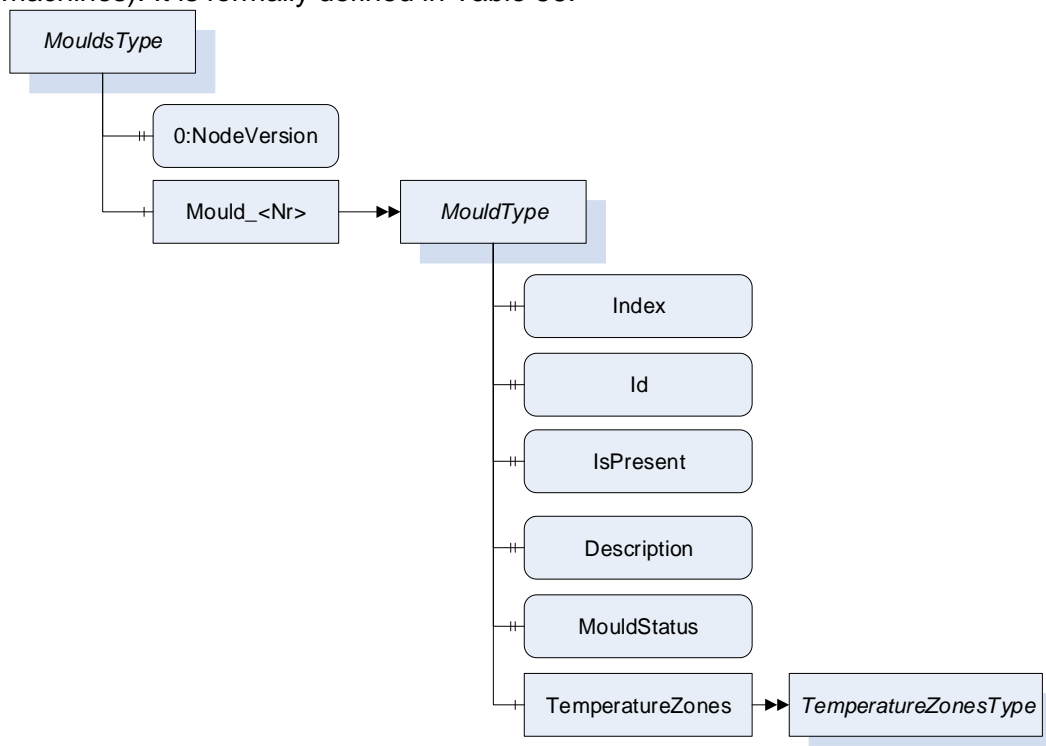 machines). It is formally defined in Table 36.
MouldsType
0:NodeVersion
Mould_<Nr>
MouldType
Index
Id
IsPresent
Description
MouldStatus
TemperatureZones
TemperatureZonesType